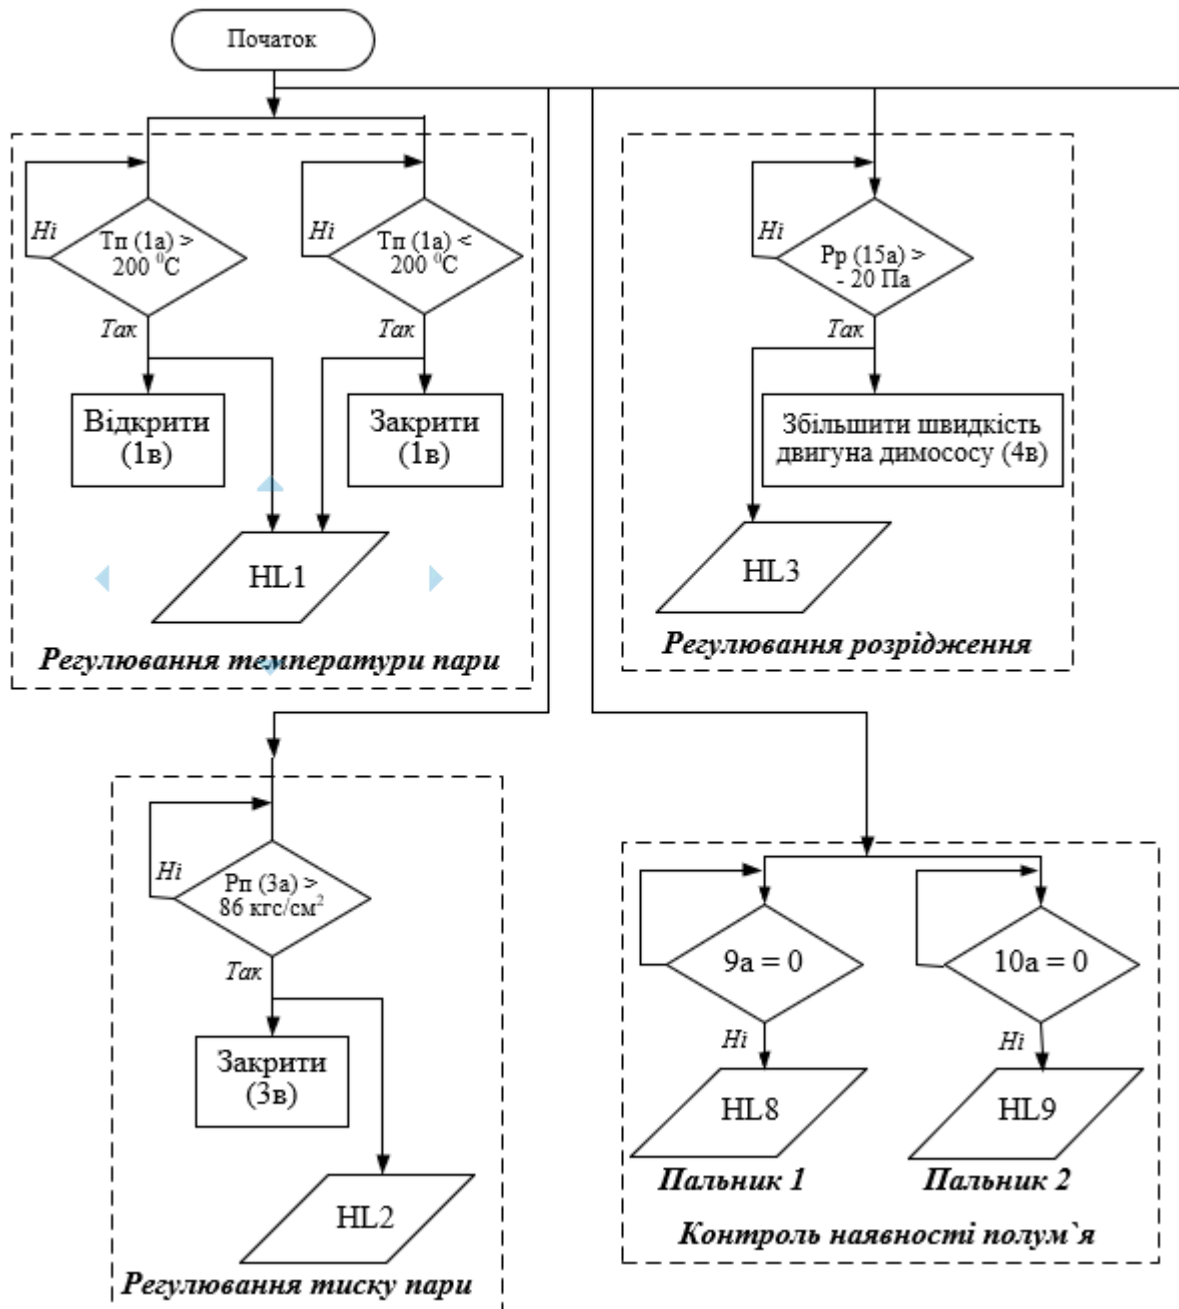 Початок
Ні
Тп (1а) >
200 ⁰С
Так
Ні
Тп (1а) <
200 ⁰С
Так
Відкрити
(1в)
Закрити
(1в)
HL1
Регулювання температури пари
Ні
Рр (15а) >
- 20 Па
Так
Збільшити швидкість
двигуна димососу (4в)
HL3
Регулювання розрідження
Ні
Рп (3а) >
86 кгс/см²
Так
Закрити
(3в)
HL2
Регулювання тиску пари
9а = 0
Ні
HL8
Пальник 1
10а = 0
Ні
HL9
Пальник 2
Контроль наявності полум`я